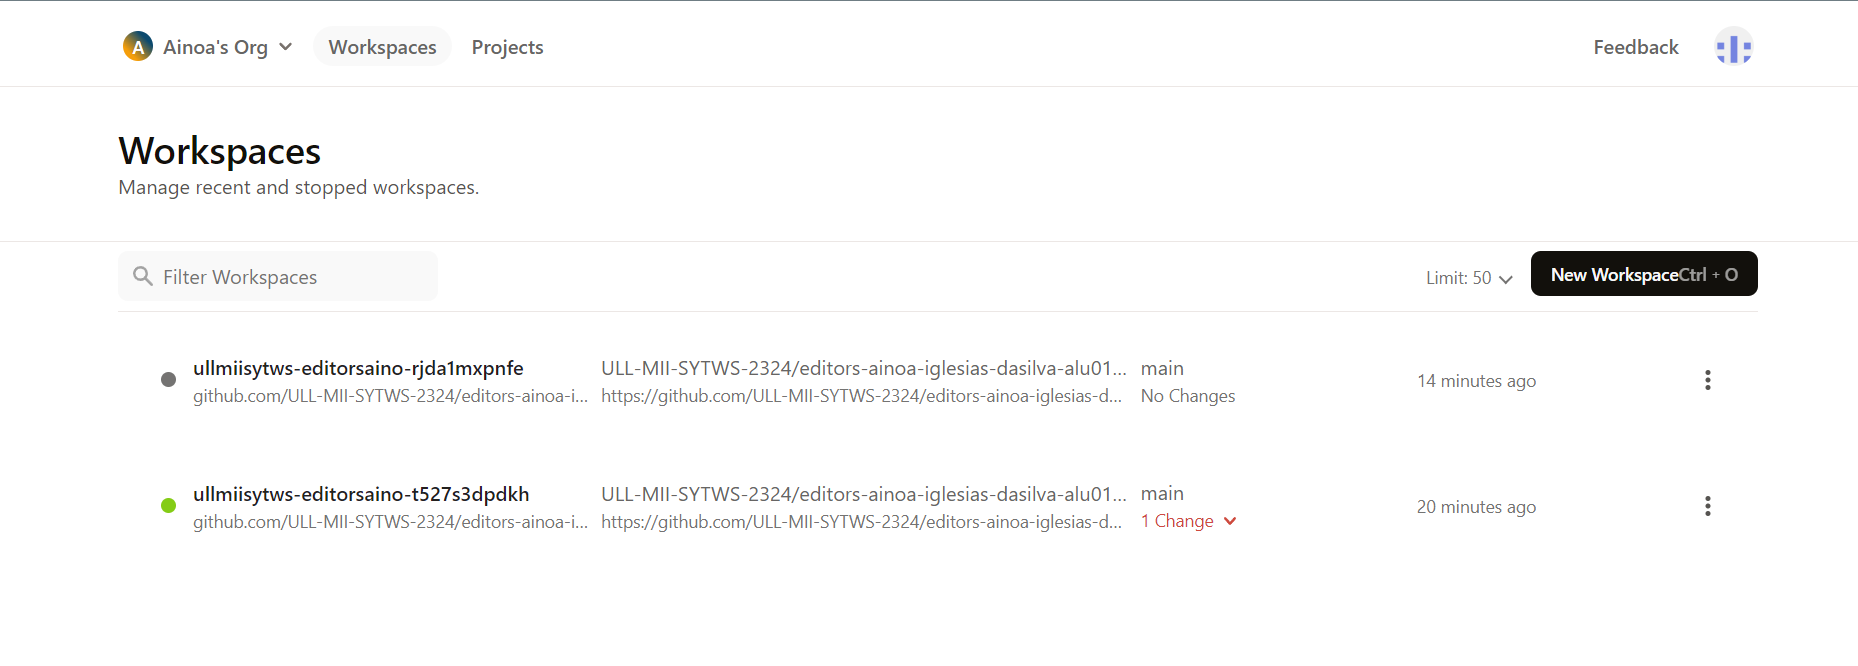 A Ainoa's Org Workspaces Projects Feedback
Workspaces
Manage recent and stopped workspaces.
Filter Workspaces Limit: 50 New WorkspaceCtrl + O
ullmiisytws-editorsaino-rjda1mxpnfe ULL-MII-SYTWS-2324/editors-ainoa-iglesias-dasilva-alu01... main
github.com/ULL-MII-SYTWS-2324/editors-ainoa-i... https://github.com/ULL-MII-SYTWS-2324/editors-ainoa-iglesias-d... No Changes
14 minutes ago
ullmiisytws-editorsaino-t527s3dpdkh ULL-MII-SYTWS-2324/editors-ainoa-iglesias-dasilva-alu01... main
github.com/ULL-MII-SYTWS-2324/editors-ainoa-i... https://github.com/ULL-MII-SYTWS-2324/editors-ainoa-iglesias-d... 1 Change
20 minutes ago